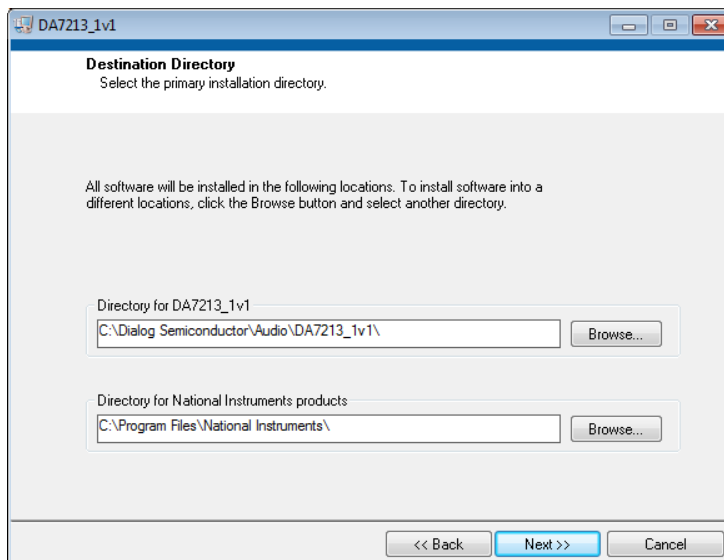 DA7213_1v1
Destination Directory
Select the primary installation directory.
All software will be installed in the following locations. To install software into a
different locations, click the Browse button and select another directory.
Directory for DA7213_1v1
C:\Dialog Semiconductor\Audio\DA7213_1v1\
Browse...
Directory for National Instruments products
C:\Program Files\National Instruments\
Browse...
<< Back
Next >>
Cancel